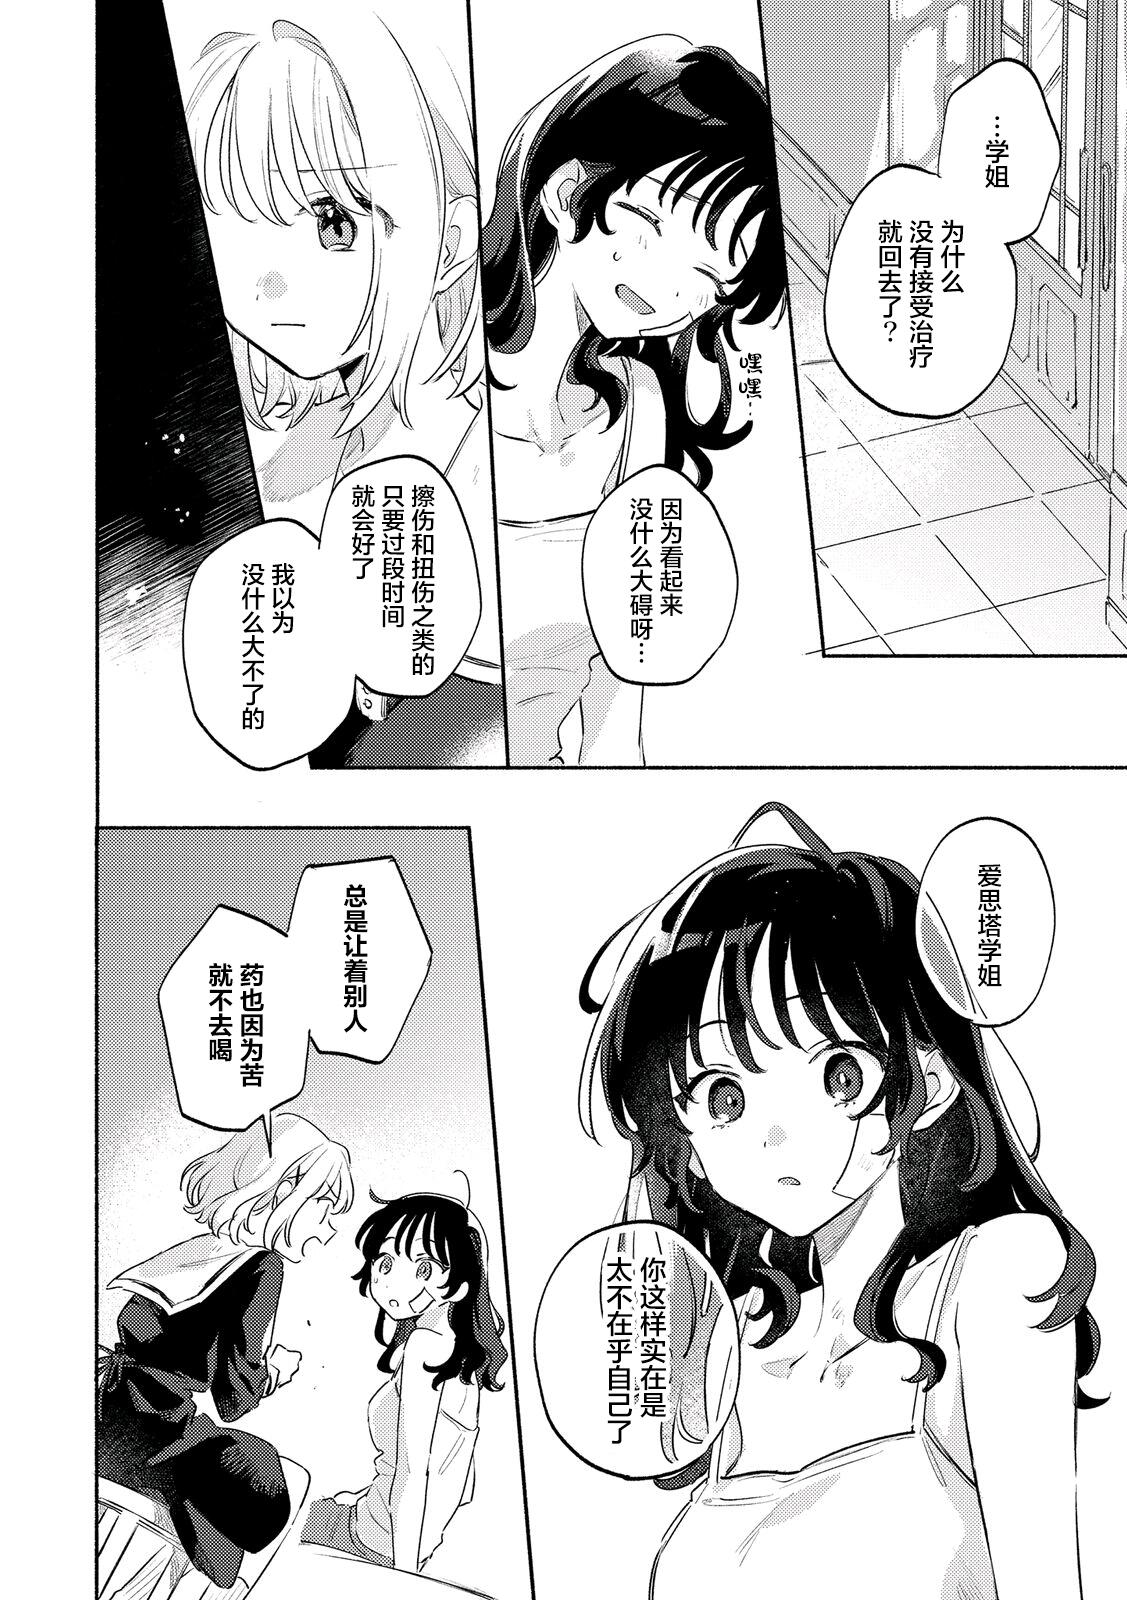 …学姐
为什么
没有接受治疗
就回去了？
因为看起来
没什么大碍呀…
嘿嘿…
擦伤和扭伤之类的
只要过段时间
就会好了
我以为
没什么大不了的
爱思塔学姐
你这样实在是
太不在乎自己了
总是让着别人
药也因为苦
就不去喝